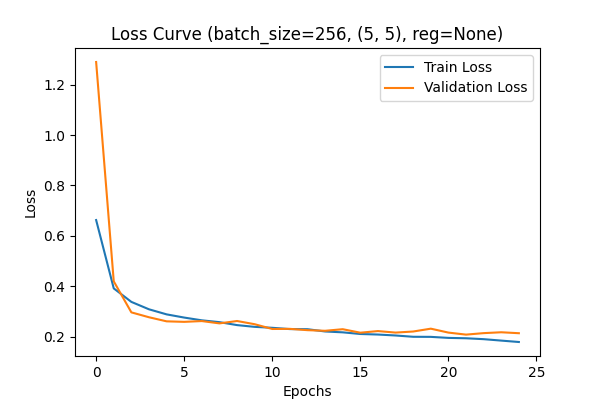 Loss Curve (batch_size=256, (5, 5), reg=None)
Train Loss
Validation Loss
1.2
1.0
0.8
0.6
0.4
0.2
Loss
0 5 10 15 20 25
Epochs